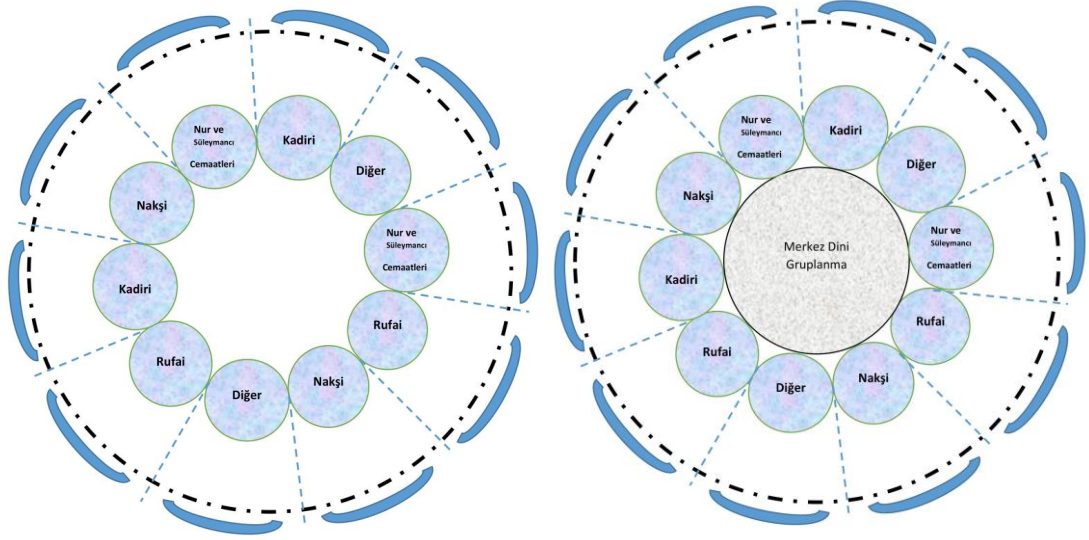 Nur ve
Süleymancı
Cemaatleri
Kadiri
Diğer
Nur ve
Süleymancı
Cemaatleri
Rufai
Nakşi
Diğer
Rufai
Kadiri
Nakşi
Nur ve
Süleymancı
Cemaatleri
Kadiri
Diğer
Nur ve
Süleymancı
Cemaatleri
Rufai
Nakşi
Diğer
Rufai
Kadiri
Nakşi
Merkez Dini
Gruplanma